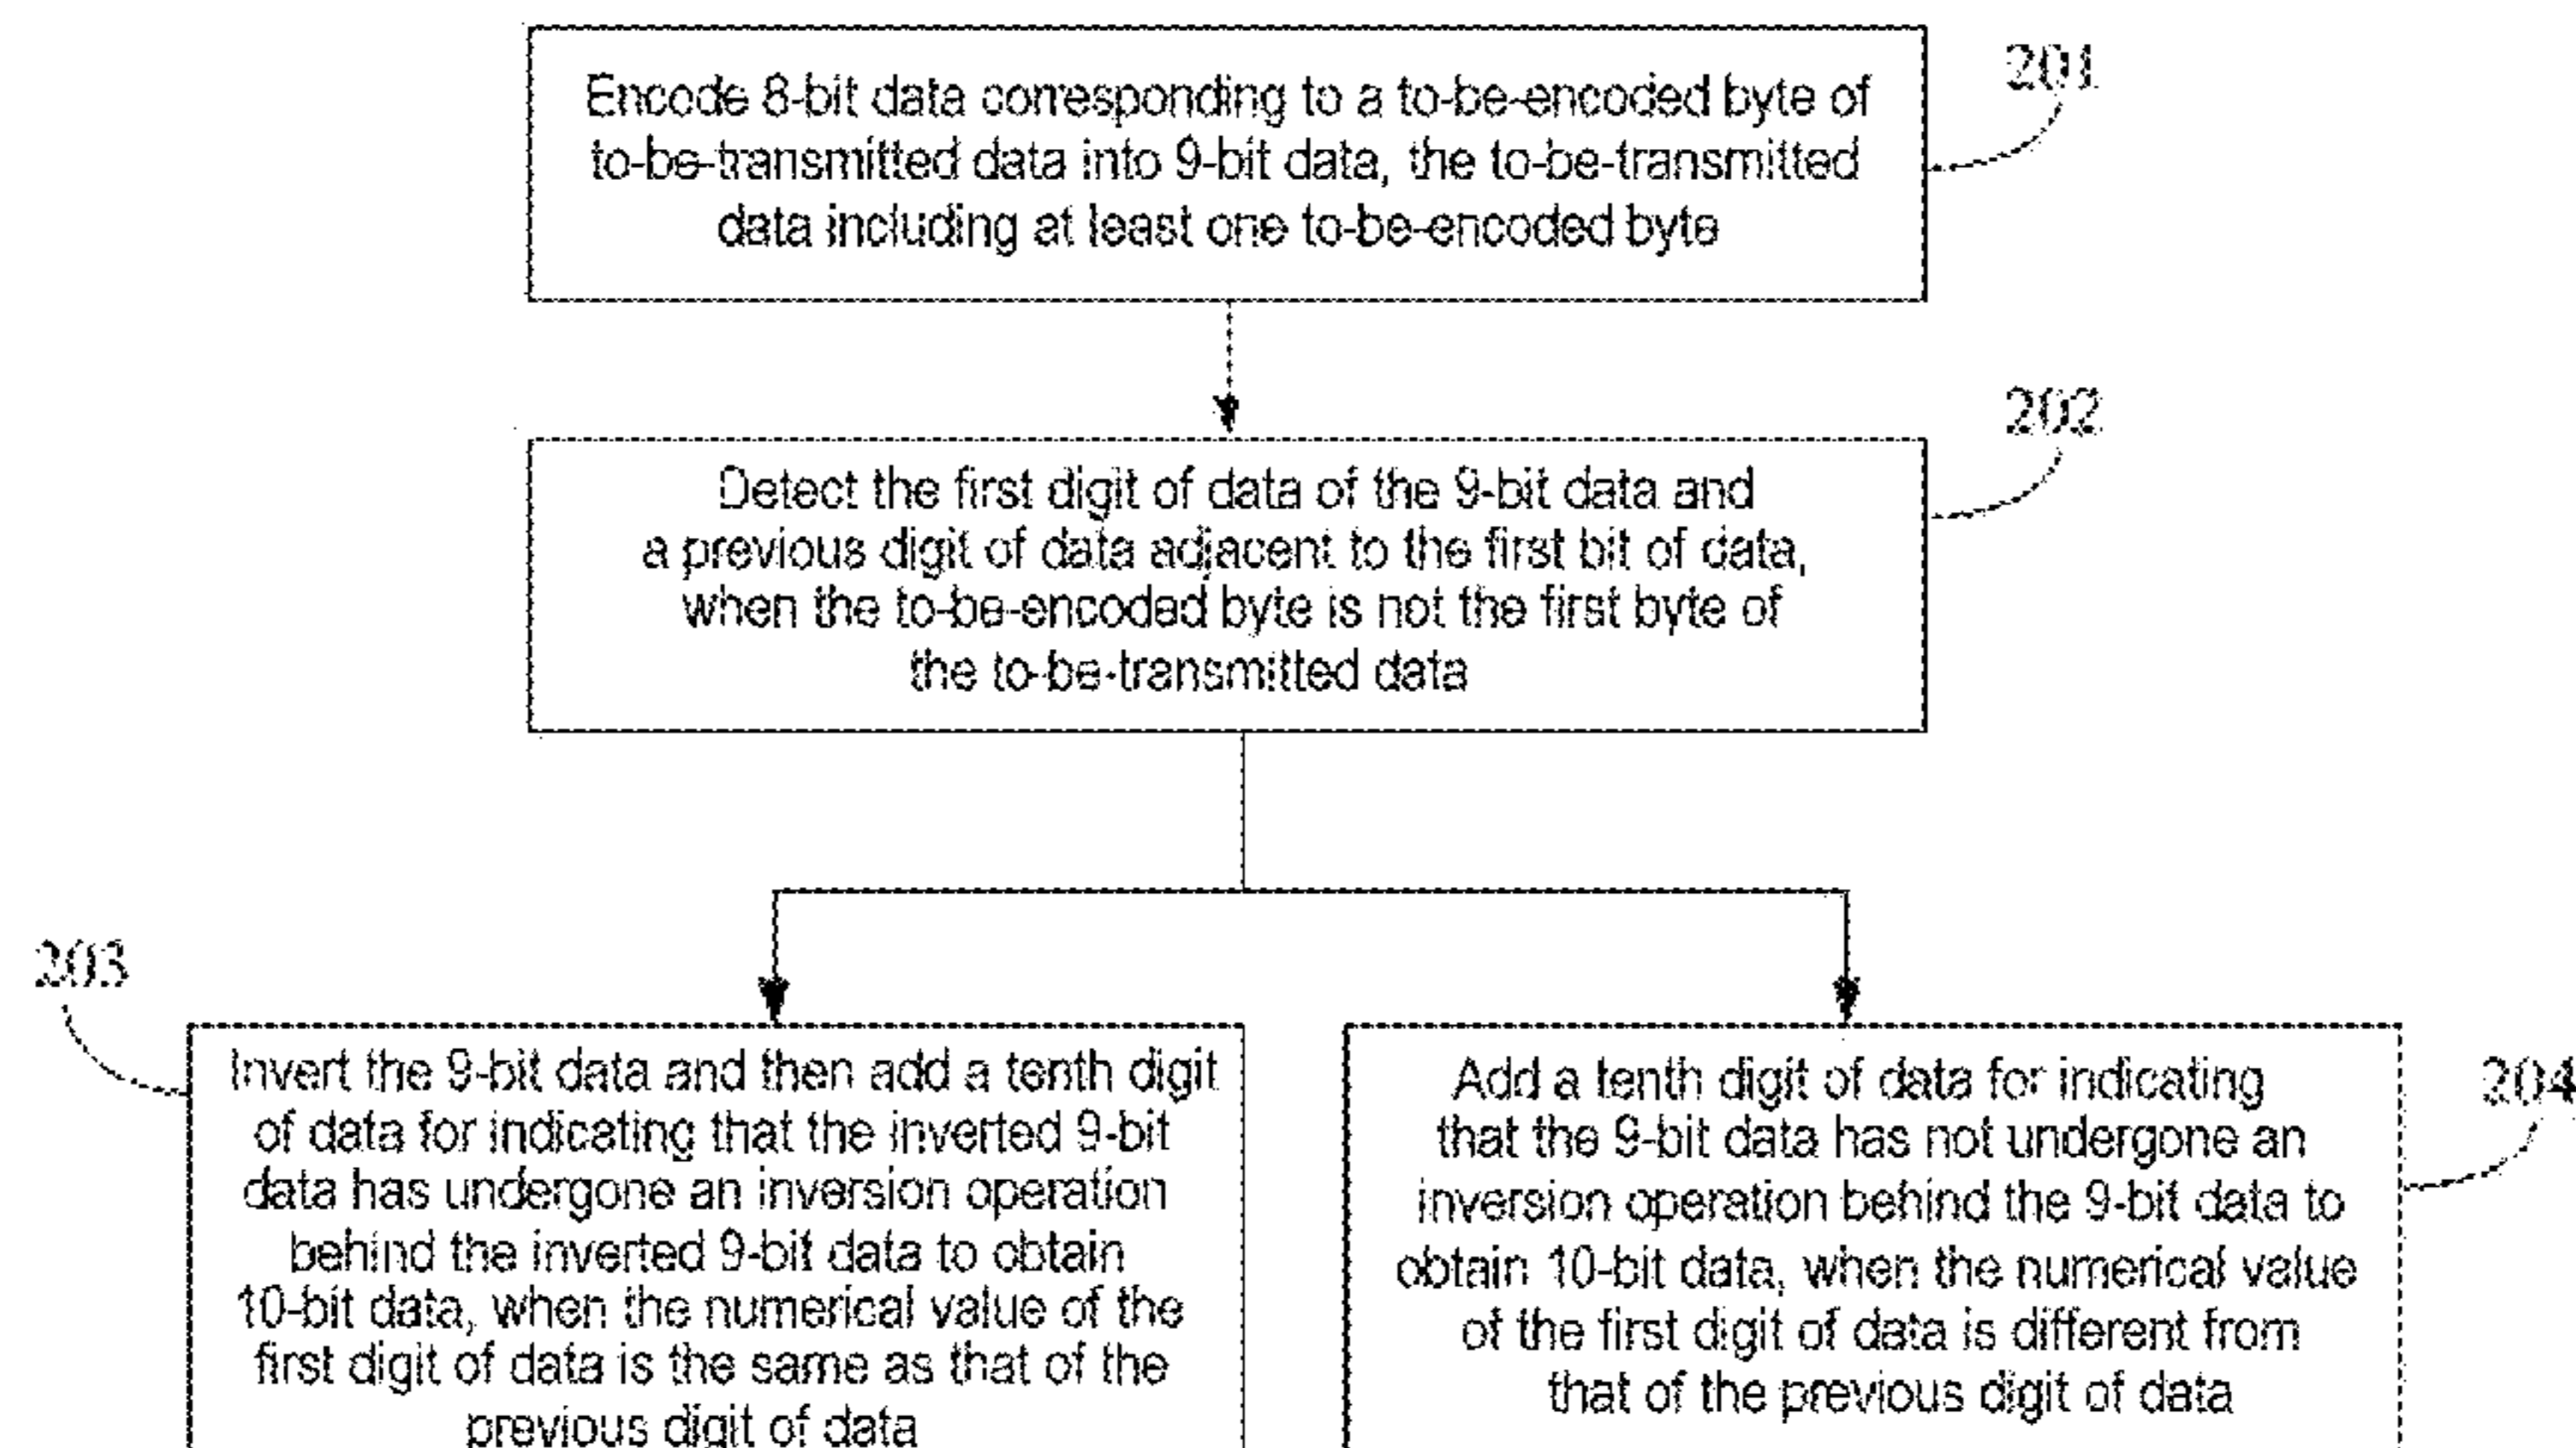 Encode 8-bit data corresponding to a to-be-encoded byte of
to-be-transmitted data into 9-bit data, the to-be-transmitted
data including at least one to-be-encoded byte
201
Detect the first digit of data of the 9-bit data and
a previous digit of data adjacent to the first bit of data,
when the to-be-encoded byte is not the first byte of
the to-be-transmitted data
202
203
Invert the 9-bit data and then add a tenth digit
of data for indicating that the inverted 9-bit
data has undergone an inversion operation
behind the inverted 9-bit data to obtain
10-bit data, when the numerical value of the
first digit of data is the same as that of the
previous digit of data
Add a tenth digit of data for indicating
that the 9-bit data has not undergone an
inversion operation behind the 9-bit data to
obtain 10-bit data, when the numerical value
of the first digit of data is different from
that of the previous digit of data
204